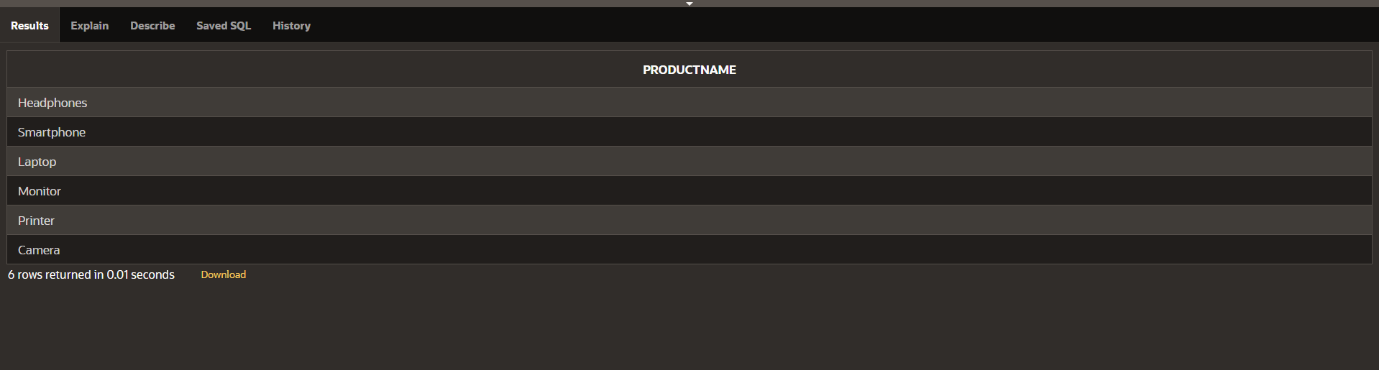 Results Explain Describe Saved SQL History
PRODUCTNAME
Headphones
Smartphone
Laptop
Monitor
Printer
Camera
6 rows returned in 0.01 seconds Download